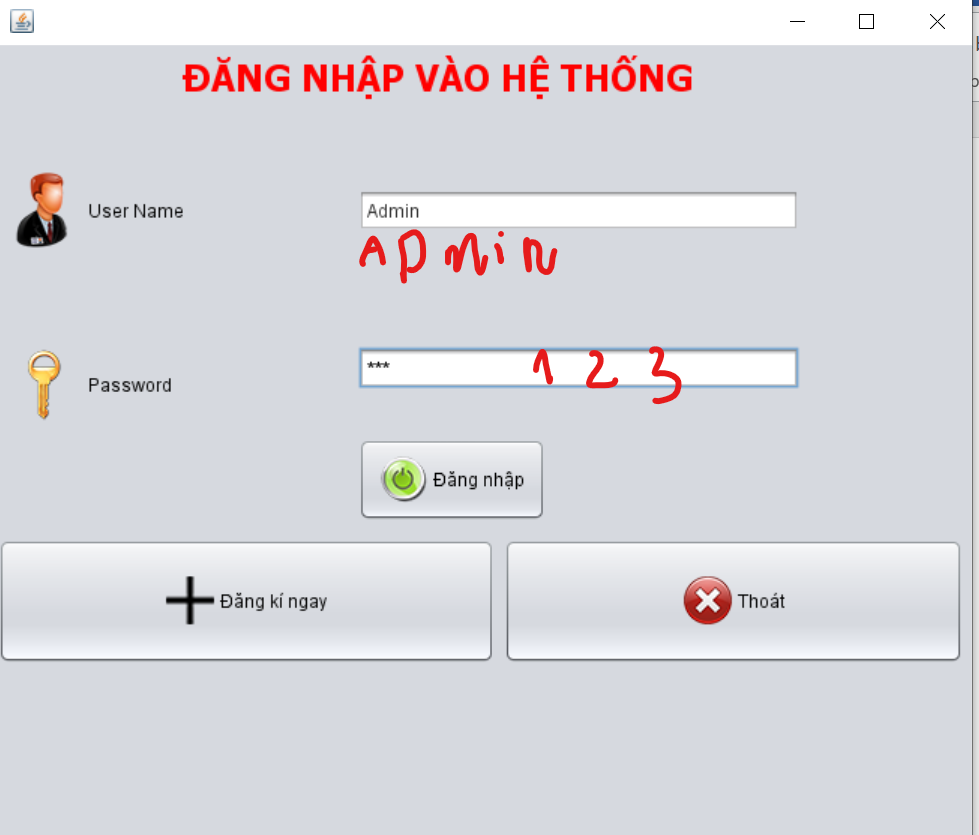 ĐĂNG NHẬP VÀO HỆ THỐNG
User Name
Admin
ADmin
Password
*** 1 2 3
Đăng nhập
Đăng kí ngay
Thoát